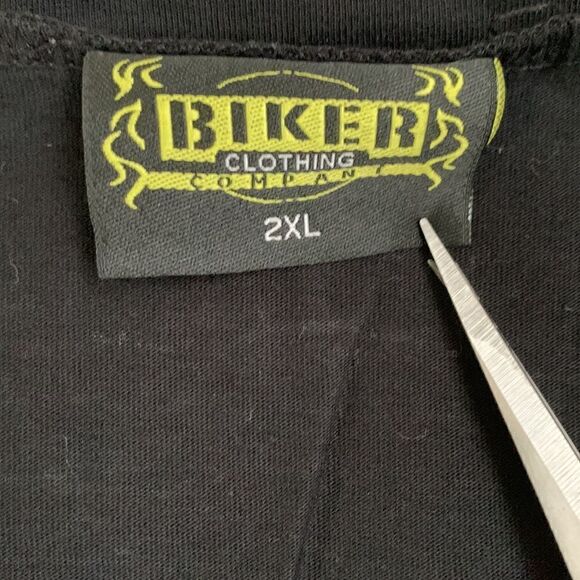 BIKER
CLOTHING
COMPANY
2XL